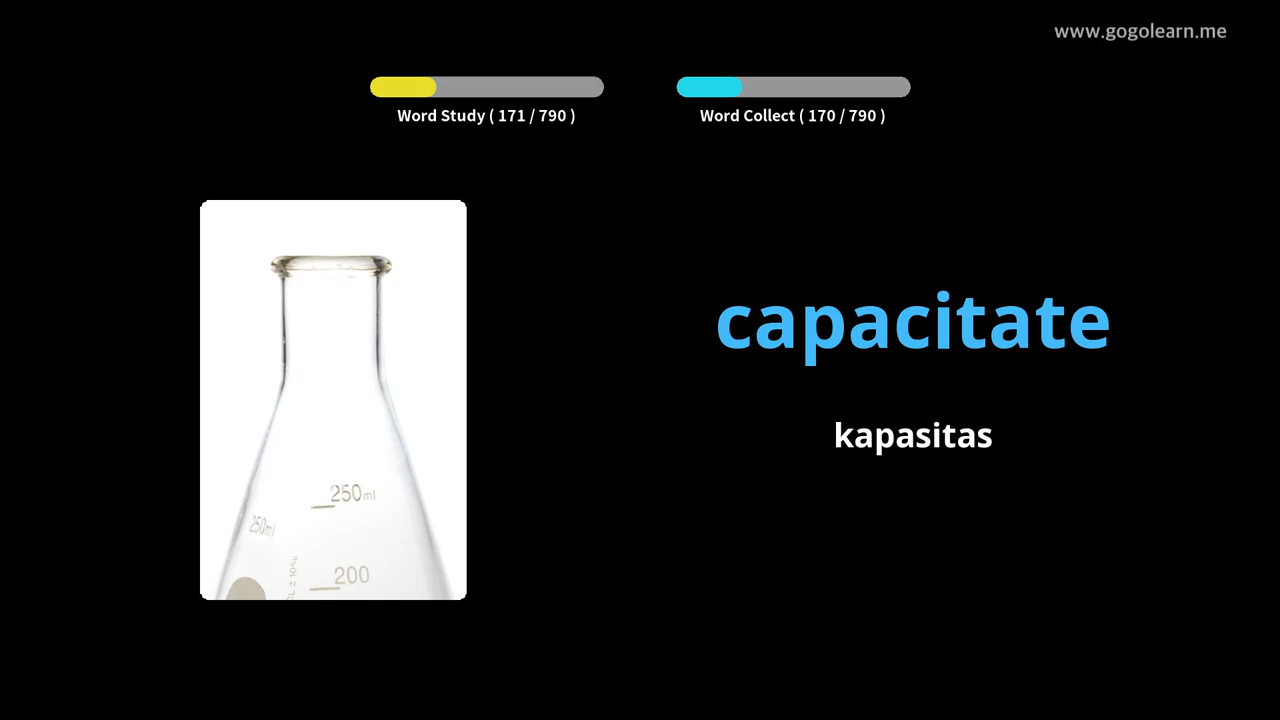 www.gogolearn.me
Word Study ( 171 / 790 )
Word Collect ( 170 / 790 )
capacitate
kapasitas
250ml
250ml
200